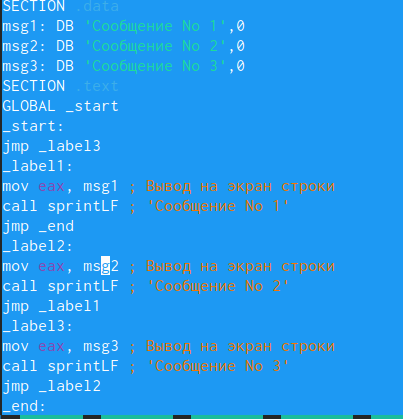 SECTION .data
msg1: DB 'Сообщение No 1',0
msg2: DB 'Сообщение No 2',0
msg3: DB 'Сообщение No 3',0
SECTION .text
GLOBAL _start
_start:
jmp _label3
_label1:
mov eax, msg1 ; Вывод на экран строки
call sprintLF ; 'Сообщение No 1'
jmp _end
_label2:
mov eax, msg2 ; Вывод на экран строки
call sprintLF ; 'Сообщение No 2'
jmp _label1
_label3:
mov eax, msg3 ; Вывод на экран строки
call sprintLF ; 'Сообщение No 3'
jmp _label2
_end: